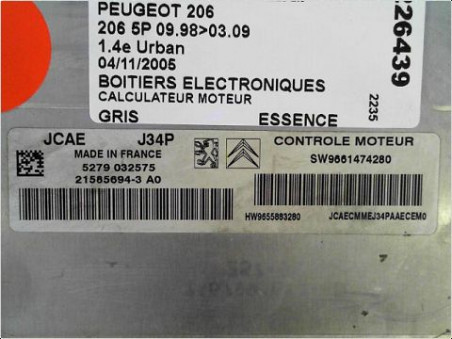 PEUGEOT 206
206 5P 09.98>03.09
1.4e Urban
04/11/2005
BOITIERS ELECTRONIQUES
CALCULATEUR MOTEUR
GRIS ESSENCE
226439
2235
JCAE J34P
MADE IN FRANCE
5279 032575
21585694-3 A0
CONTROLE MOTEUR
SW9661474280
HW9655883280 JCAECMMEJ34PAAECEM0